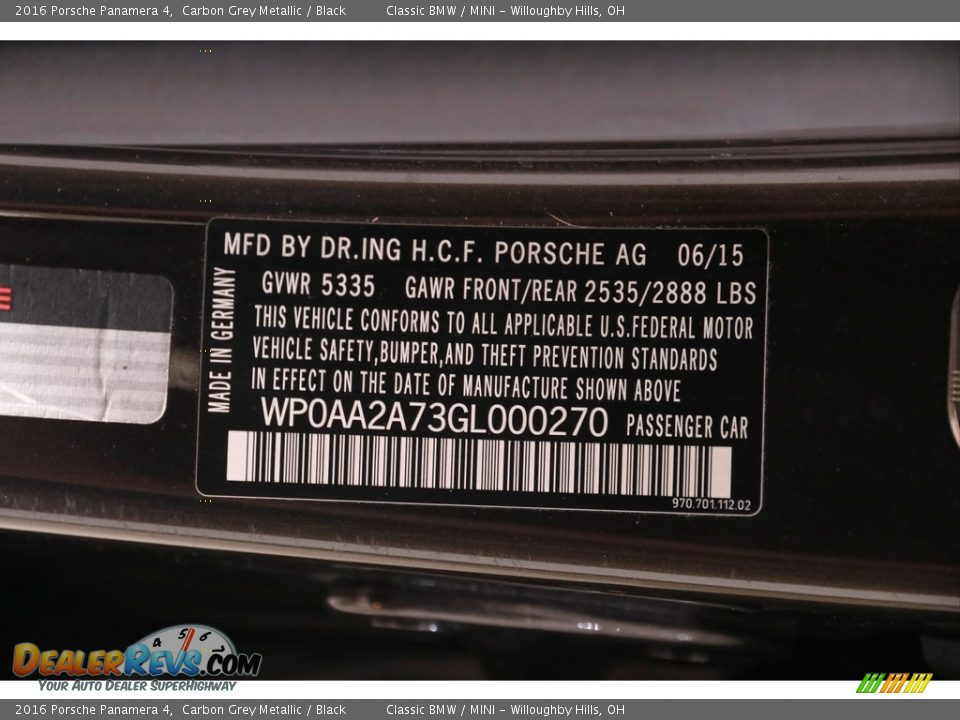 2016 Porsche Panamera 4, Carbon Grey Metallic / Black Classic BMW / MINI - Willoughby Hills, OH
MFD BY DR.ING H.C.F. PORSCHE AG 06/15
GVWR 5335 GAWR FRONT/REAR 2535/2888 LBS
THIS VEHICLE CONFORMS TO ALL APPLICABLE U.S.FEDERAL MOTOR
VEHICLE SAFETY,BUMPER,AND THEFT PREVENTION STANDARDS
IN EFFECT ON THE DATE OF MANUFACTURE SHOWN ABOVE
WP0AA2A73GL000270 PASSENGER CAR
970.701.112.02
MADE IN GERMANY
4 5 6
DEALERREVS.COM
YOUR AUTO DEALER SUPERHIGHWAY
2016 Porsche Panamera 4, Carbon Grey Metallic / Black Classic BMW / MINI - Willoughby Hills, OH